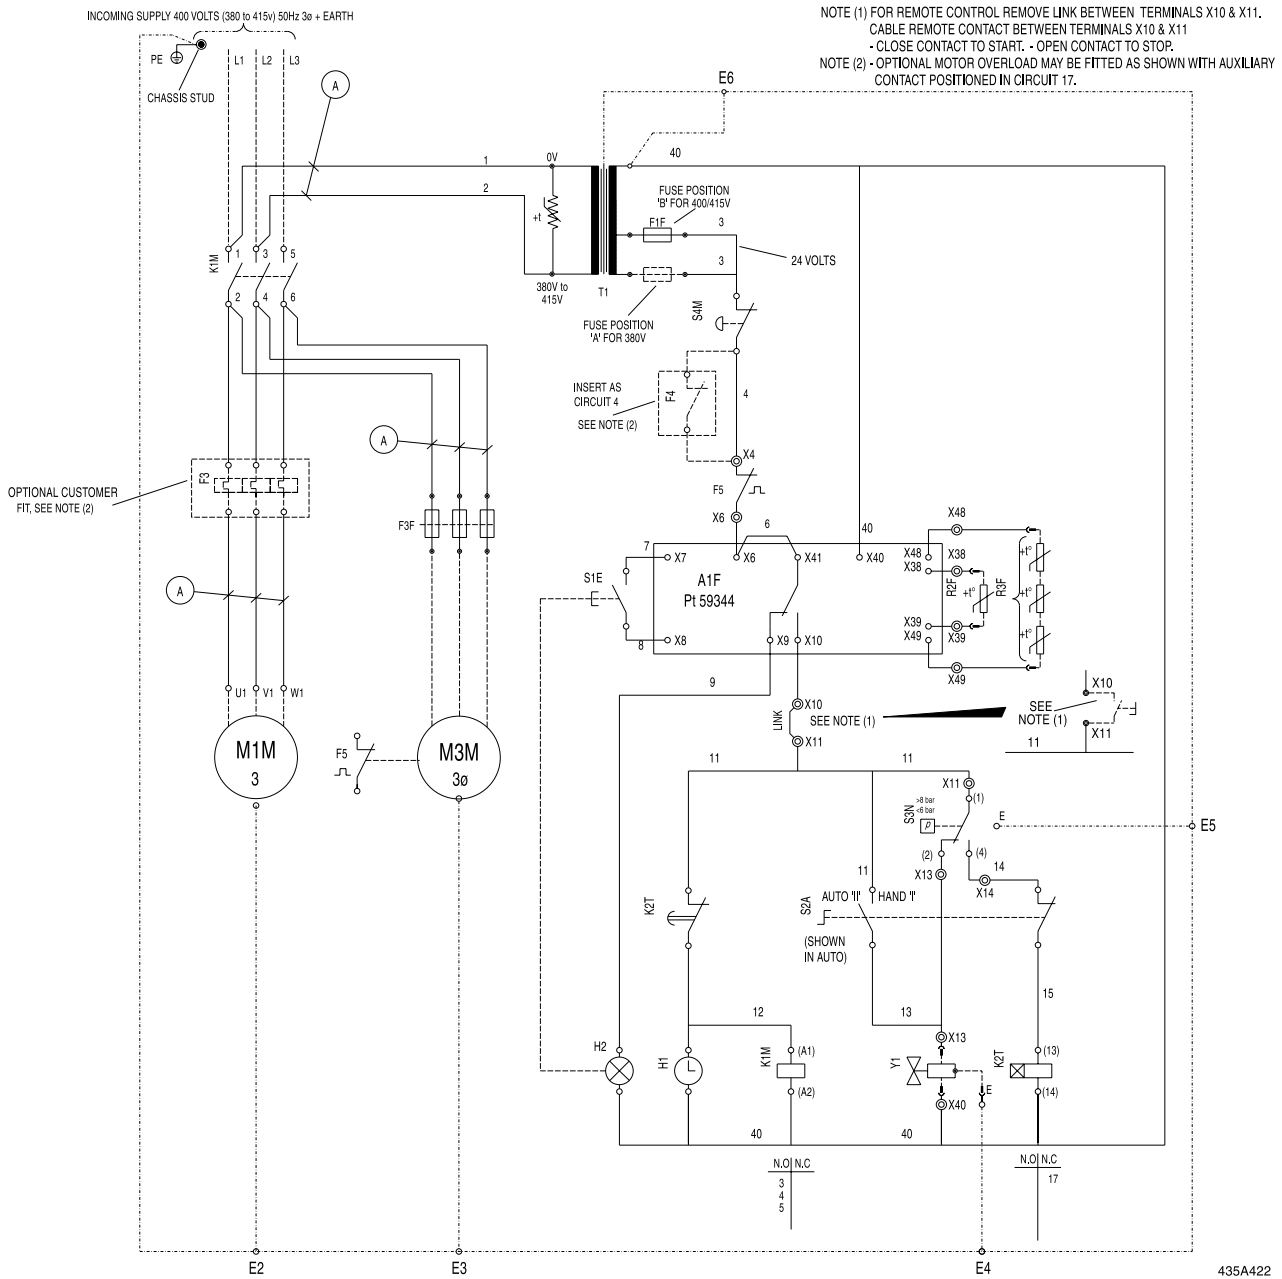 INCOMING SUPPLY 400 VOLTS (380 to 415v) 50Hz 3ø + EARTH
NOTE (1) FOR REMOTE CONTROL REMOVE LINK BETWEEN TERMINALS X10 & X11.
CABLE REMOTE CONTACT BETWEEN TERMINALS X10 & X11
- CLOSE CONTACT TO START. - OPEN CONTACT TO STOP.
NOTE (2) - OPTIONAL MOTOR OVERLOAD MAY BE FITTED AS SHOWN WITH AUXILIARY
CONTACT POSITIONED IN CIRCUIT 17.
PE
L1
L2
L3
CHASSIS STUD
A
E6
1
0V
40
2
+t
FUSE POSITION
'B' FOR 400/415V
F1F
3
3
24 VOLTS
K1M
1
3
5
2
4
6
380V to
415V
T1
S4M
FUSE POSITION
'A' FOR 380V
INSERT AS
CIRCUIT 4
SEE NOTE (2)
F4
4
A
X4
F3
OPTIONAL CUSTOMER
FIT, SEE NOTE (2)
F5
X6
6
40
F3F
X48
7
X7
X6
X41
X40
X48
X38
X38
S1E
A1F
Pt 59344
+t°
R2F
+t°
R3F
+t°
A
X39
X49
X39
+t°
8
X8
X9
X10
X49
9
U1
V1
W1
X10
LINK
SEE NOTE (1)
X11
X10
SEE
NOTE (1)
X11
11
M1M
3
F5
M3M
3ø
11
11
X11
(1)
>8 bar
<6 bar
S3N
P
E
E5
(2)
(4)
X13
14
X14
11
K2T
AUTO 'II'
HAND 'I'
S2A
(SHOWN
IN AUTO)
15
12
13
H2
H1
K1M
(A1)
(A2)
X13
Y1
K2T
(13)
(14)
E
X40
40
40
N.O
N.C
3
4
5
N.O
N.C
17
E2
E3
E4
435A422